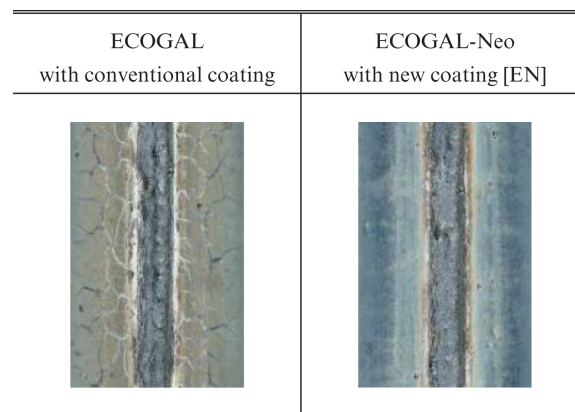 ECOGAL
with conventional coating
ECOGAL-Neo
with new coating [EN]